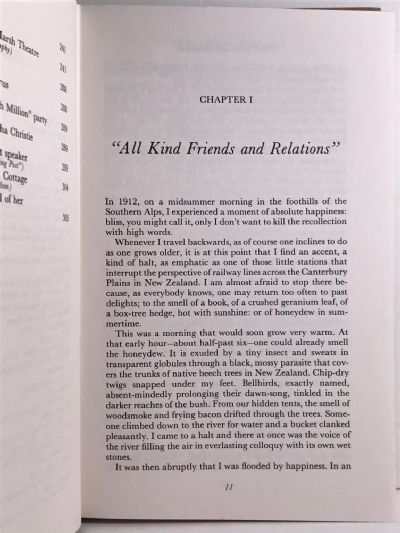 Marsh Theatre
241
241
208
Million" party
208
Christie
209
speaker
209
Cottage
304
of her
305
CHAPTER I
"All Kind Friends and Relations"
In 1912, on a midsummer morning in the foothills of the
Southern Alps, I experienced a moment of absolute happiness:
bliss, you might call it, only I don't want to kill the recollection
with high words.
Whenever I travel backwards, as of course one inclines to do
as one grows older, it is at this point that I find an accent, a
kind of halt, as emphatic as one of those little stations that
interrupt the perspective of railway lines across the Canterbury
Plains in New Zealand. I am almost afraid to stop there be-
cause, as everybody knows, one may return too often to past
delights; to the smell of a book, of a crushed geranium leaf, of
a box-tree hedge, hot with sunshine: or of honeydew in sum-
mertime.
This was a morning that would soon grow very warm. At
that early hour—about half-past six—one could already smell
the honeydew. It is exuded by a tiny insect and sweats in
transparent globules through a black, mossy parasite that cov-
ers the trunks of native beech trees in New Zealand. Chip-dry
twigs snapped under my feet. Bellbirds, exactly named,
absent-mindedly prolonging their dawn-song, tinkled in the
darker reaches of the bush. From our hidden tents, the smell of
woodsmoke and frying bacon drifted through the trees. Some-
one climbed down to the river for water and a bucket clanked
pleasantly. I came to a halt and there at once was the voice of
the river filling the air in everlasting colloquy with its own wet
stones.
It was then abruptly that I was flooded by happiness. In an
11